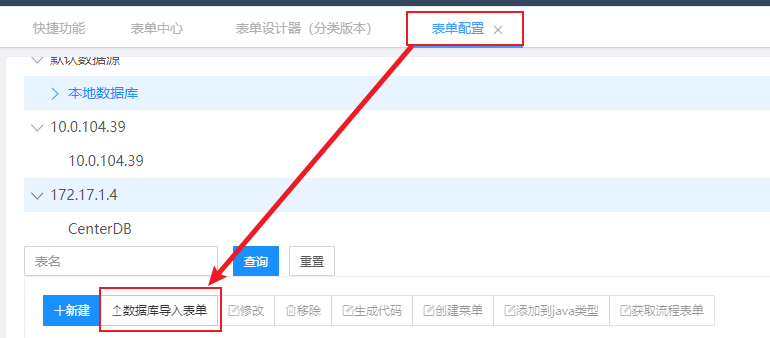 快捷功能 表单中心 表单设计器（分类版本） 表单配置
默认数据源
本地数据库
10.0.104.39
10.0.104.39
172.17.1.4
CenterDB
表名 查询 重置
新建 数据库导入表单 修改 移除 生成代码 创建菜单 添加到java类型 获取流程表单